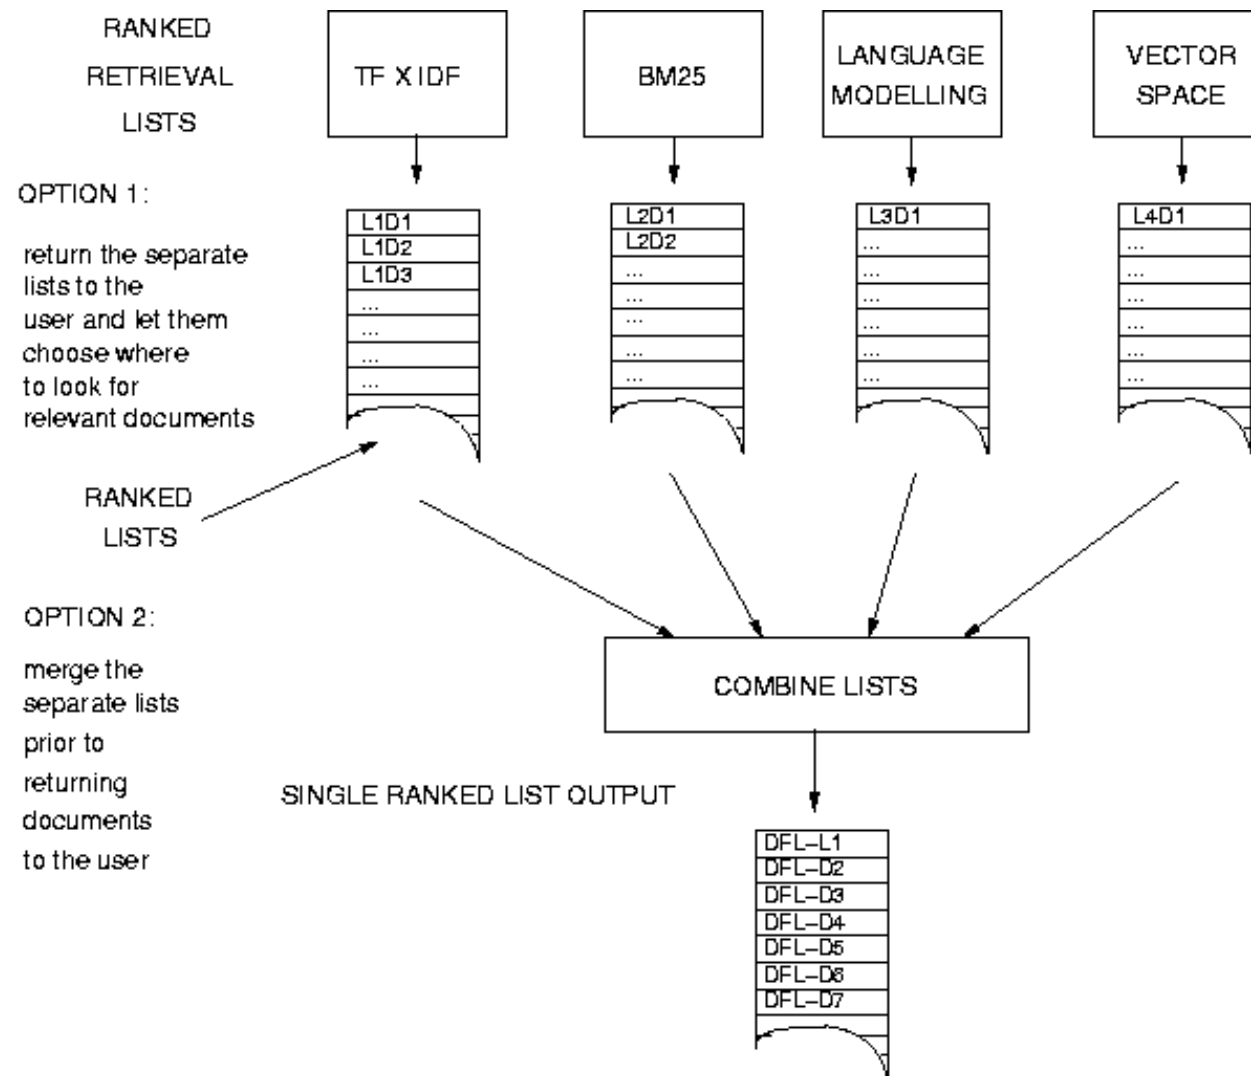 RANKED
RETRIEVAL
LISTS
TF X IDF
BM25
LANGUAGE
MODELLING
VECTOR
SPACE
OPTION 1:
return the separate
lists to the
user and let them
choose where
to look for
relevant documents
L1D1
L1D2
L1D3
...
...
...
...
L2D1
L2D2
...
...
...
...
...
L3D1
...
...
...
...
...
...
L4D1
...
...
...
...
...
...
RANKED
LISTS
OPTION 2:
merge the
separate lists
prior to
returning
documents
to the user
COMBINE LISTS
SINGLE RANKED LIST OUTPUT
DFL-L1
DFL-D2
DFL-D3
DFL-D4
DFL-D5
DFL-D6
DFL-D7